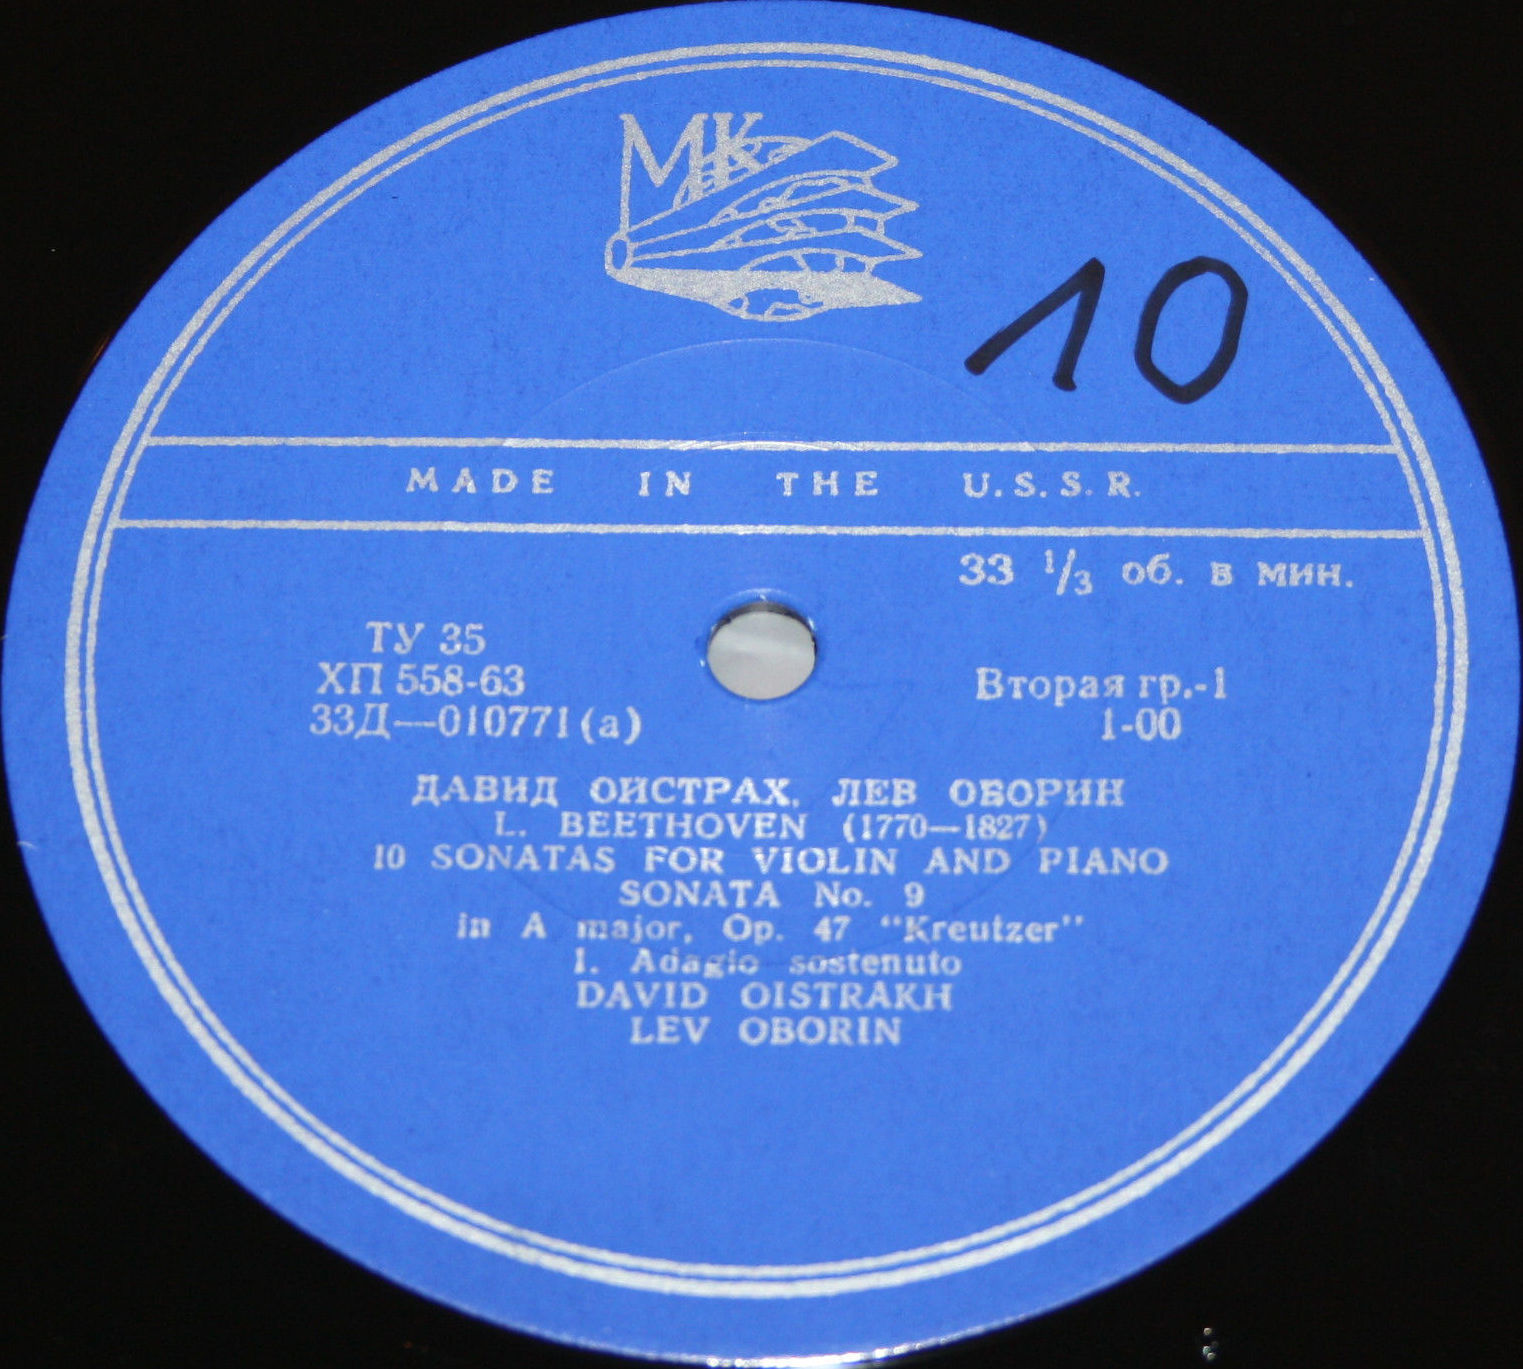 МК
10
MADE IN THE U.S.S.R.
33 1/3 об. в мин.
ТУ 35
ХП 558-63
33Д—010771(а)
Вторая гр.-1
1-00
ДАВИД ОЙСТРАХ, ЛЕВ ОБОРИН
L. BEETHOVEN (1770—1827)
10 SONATAS FOR VIOLIN AND PIANO
SONATA No. 9
in A major, Op. 47 “Kreutzer”
I. Adagio sostenuto
DAVID OISTRAKH
LEV OBORIN